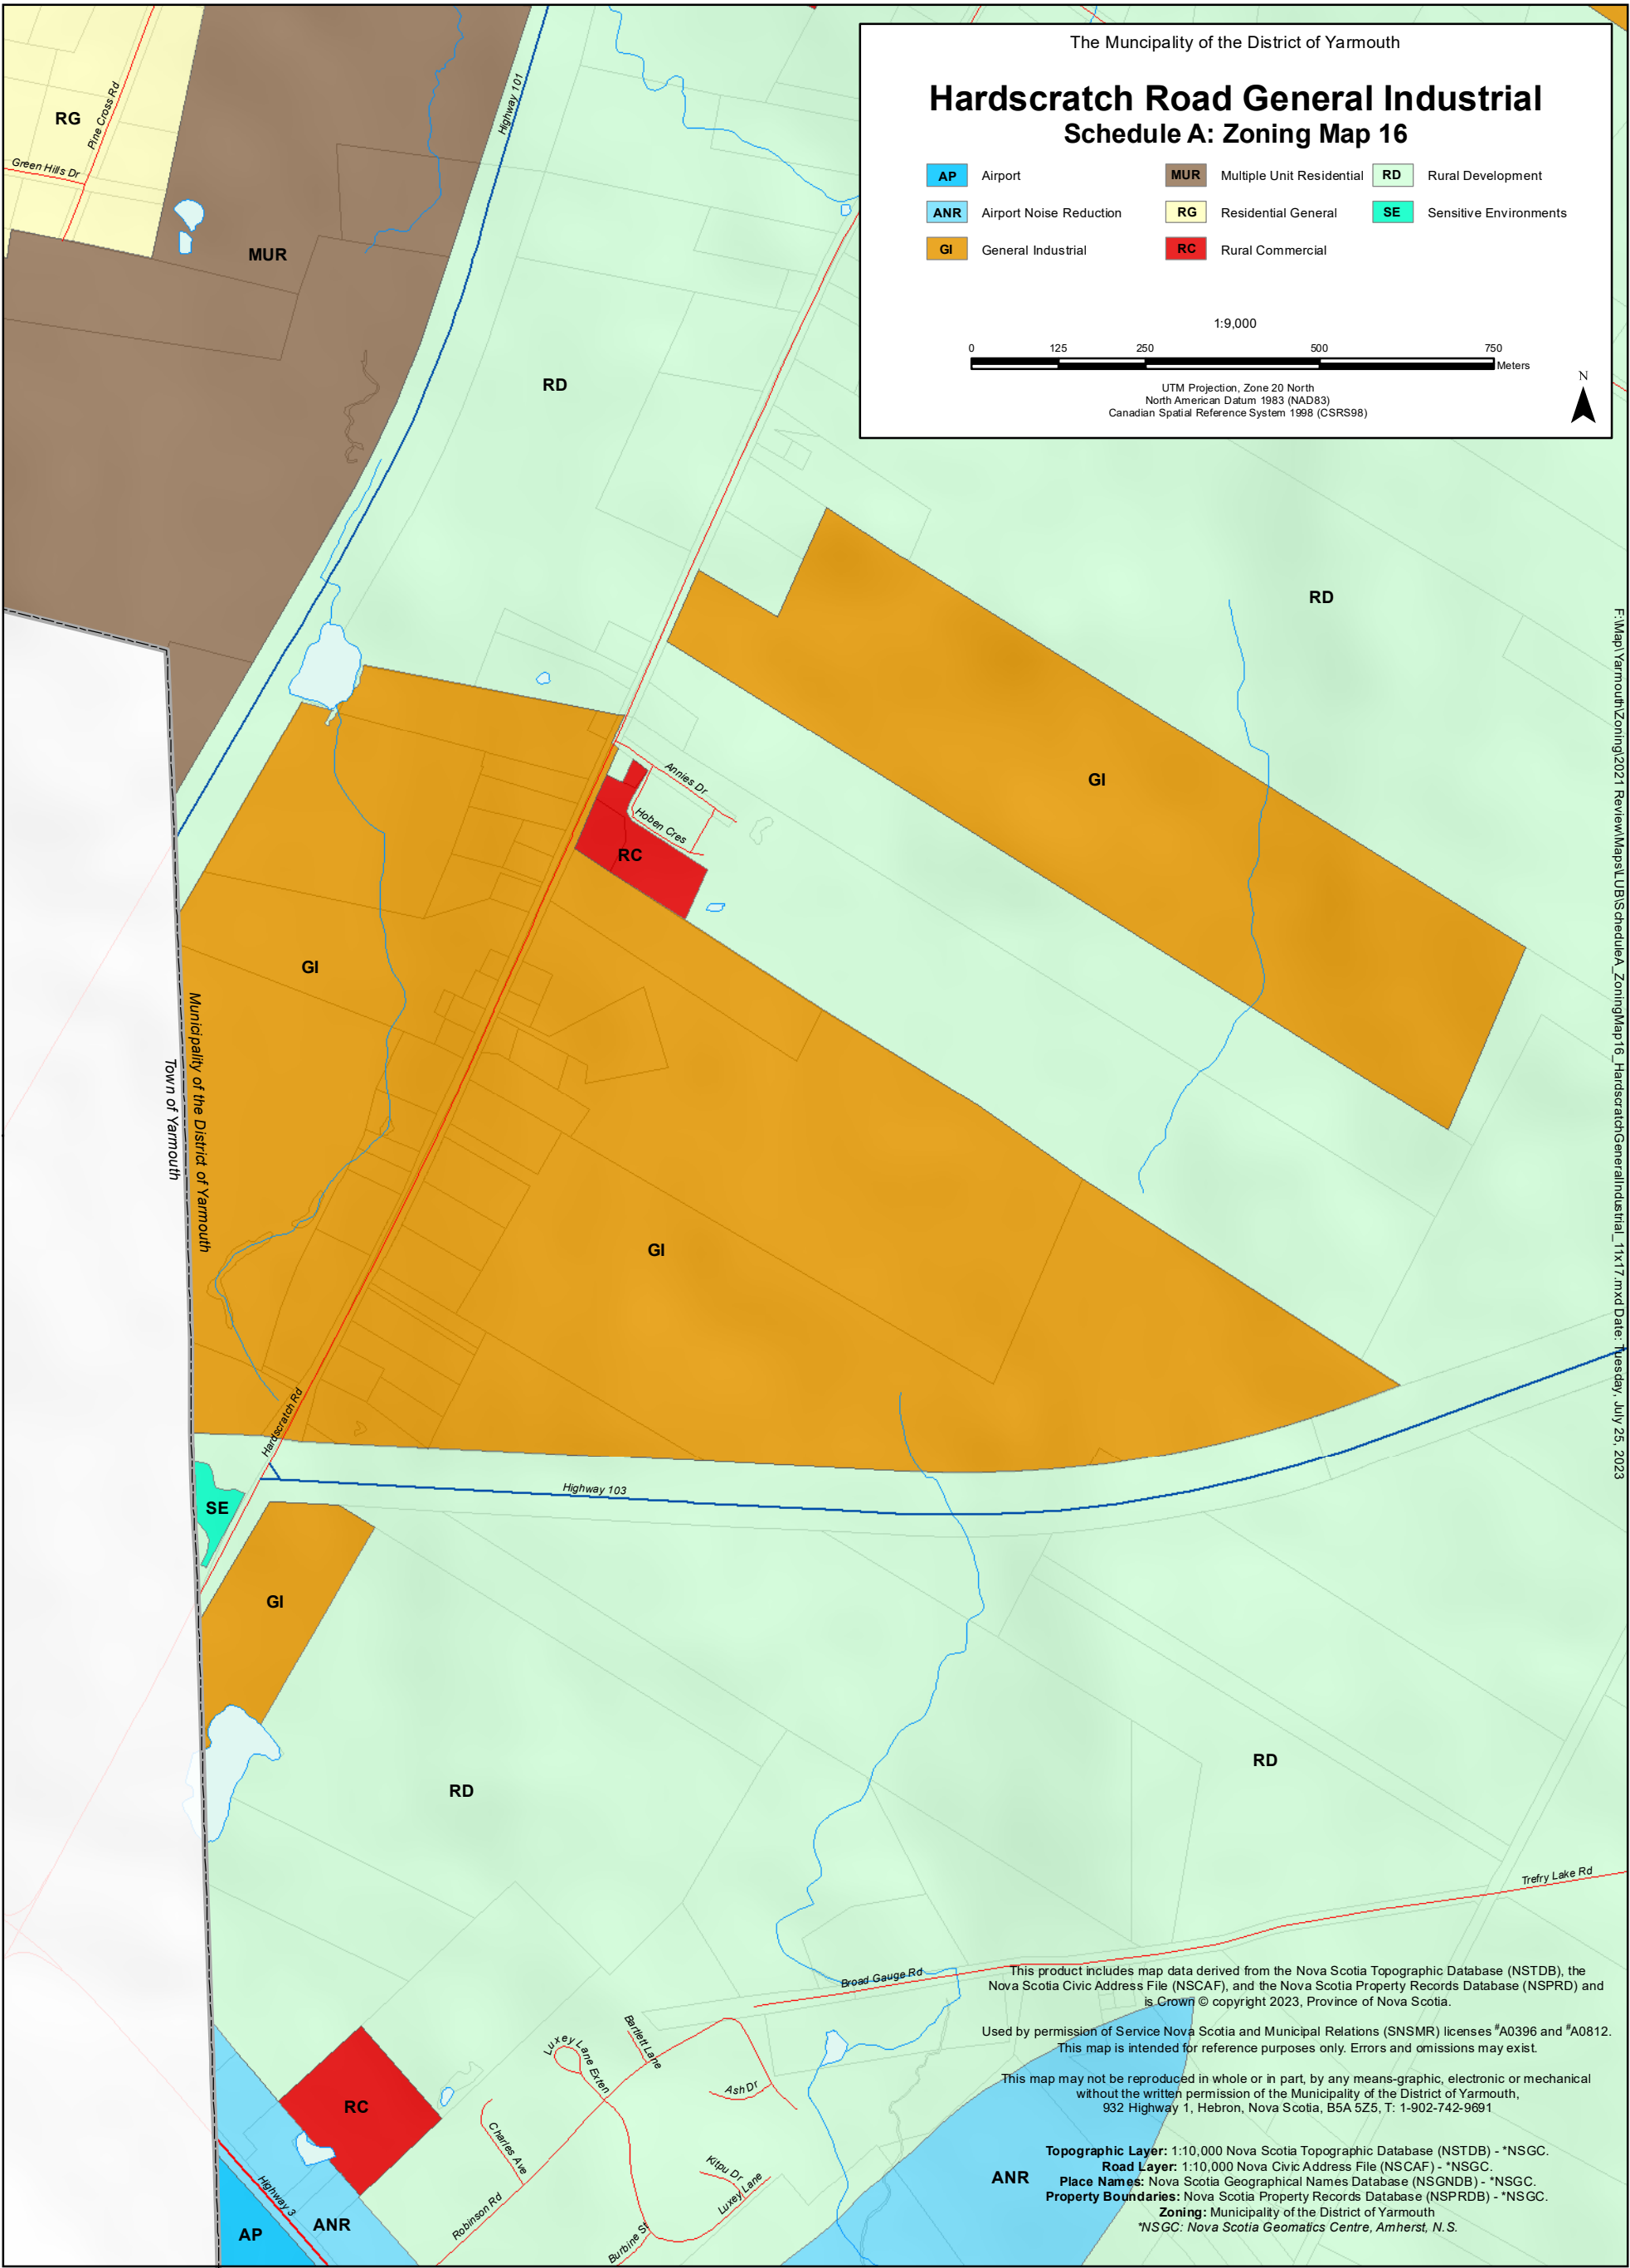 The Muncipality of the District of Yarmouth
Hardscratch Road General Industrial
Schedule A: Zoning Map 16
AP Airport
MUR Multiple Unit Residential
RD Rural Development
ANR Airport Noise Reduction
RG Residential General
SE Sensitive Environments
GI General Industrial
RC Rural Commercial
1:9,000
0 125 250 500 750
Meters
UTM Projection, Zone 20 North
North American Datum 1983 (NAD83)
Canadian Spatial Reference System 1998 (CSRS98)
N
RG
Pine Cross Rd
Green Hills Dr
MUR
Highway 101
RD
RD
GI
Annies Dr
Hoben Cres
RC
GI
Municipality of the District of Yarmouth
Town of Yarmouth
GI
Hardscratch Rd
Highway 103
SE
GI
RD
RD
Trefry Lake Rd
Broad Gauge Rd
Bartlett Lane
Luxey Lane Exten
Ash Dr
Charles Ave
Kitpu Dr
Luxey Lane
Robinson Rd
Burbine St
RC
Highway 3
ANR
AP
ANR
F:\Map\Yarmouth\Zoning\2021 Review\Maps\LUB\ScheduleA_ZoningMap16_HardscratchGeneralIndustrial_11x17.mxd Date: Tuesday, July 25, 2023
This product includes map data derived from the Nova Scotia Topographic Database (NSTDB), the
Nova Scotia Civic Address File (NSCAF), and the Nova Scotia Property Records Database (NSPRD) and
is Crown © copyright 2023, Province of Nova Scotia.
Used by permission of Service Nova Scotia and Municipal Relations (SNSMR) licenses #A0396 and #A0812.
This map is intended for reference purposes only. Errors and omissions may exist.
This map may not be reproduced in whole or in part, by any means-graphic, electronic or mechanical
without the written permission of the Municipality of the District of Yarmouth,
932 Highway 1, Hebron, Nova Scotia, B5A 5Z5, T: 1-902-742-9691
Topographic Layer: 1:10,000 Nova Scotia Topographic Database (NSTDB) - *NSGC.
Road Layer: 1:10,000 Nova Civic Address File (NSCAF) - *NSGC.
Place Names: Nova Scotia Geographical Names Database (NSGNDB) - *NSGC.
Property Boundaries: Nova Scotia Property Records Database (NSPRDB) - *NSGC.
Zoning: Municipality of the District of Yarmouth
*NSGC: Nova Scotia Geomatics Centre, Amherst, N.S.